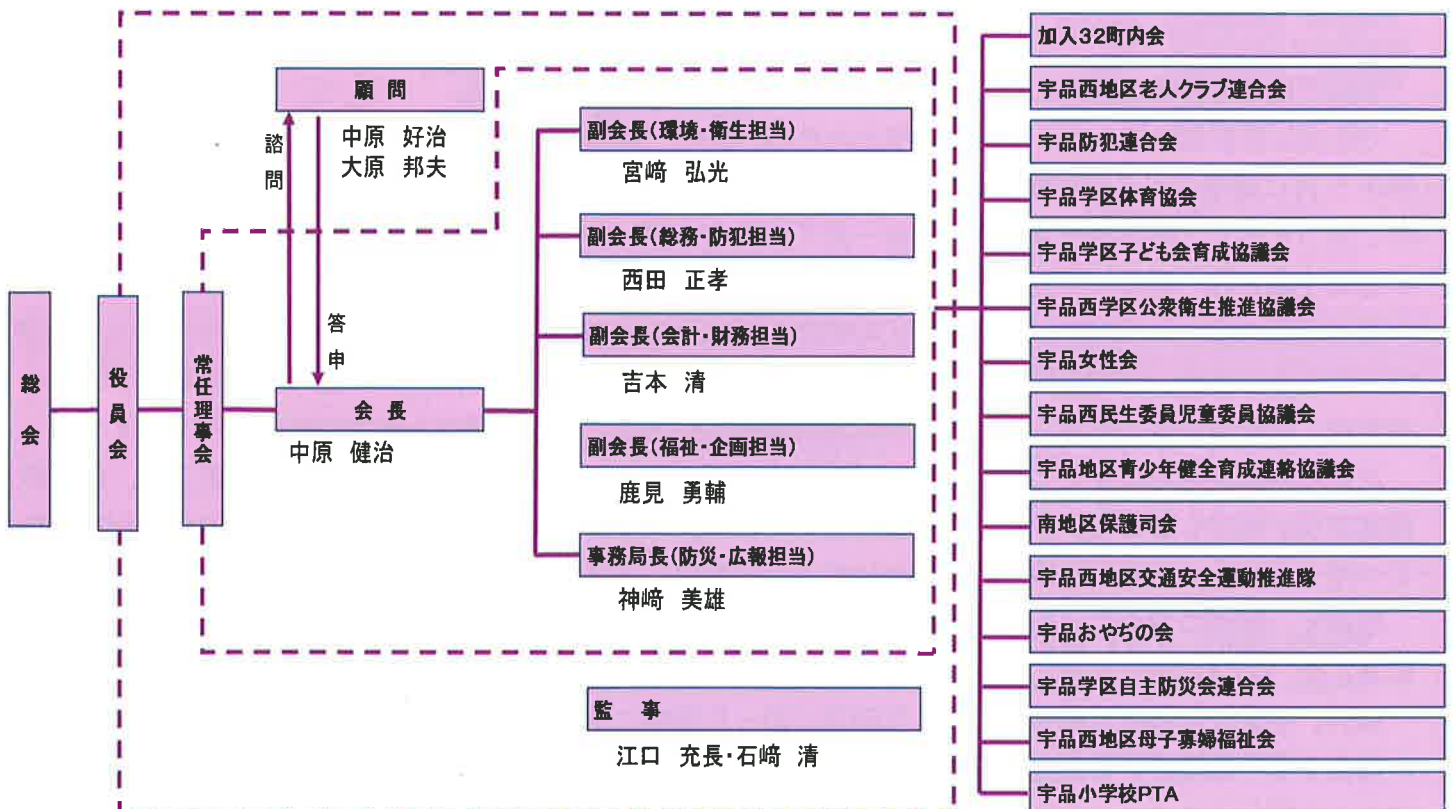 総会
役員会
常任理事会
顧問
中原 好治
大原 邦夫
諮問
答申
会長
中原 健治
副会長(環境・衛生担当)
宮﨑 弘光
副会長(総務・防犯担当)
西田 正孝
副会長(会計・財務担当)
吉本 清
副会長(福祉・企画担当)
鹿見 勇輔
事務局長(防災・広報担当)
神﨑 美雄
監 事
江口 充長・石﨑 清
加入32町内会
宇品西地区老人クラブ連合会
宇品防犯連合会
宇品学区体育協会
宇品学区子ども会育成協議会
宇品西学区公衆衛生推進協議会
宇品女性会
宇品西民生委員児童委員協議会
宇品地区青少年健全育成連絡協議会
南地区保護司会
宇品西地区交通安全運動推進隊
宇品おやぢの会
宇品学区自主防災会連合会
宇品西地区母子寡婦福祉会
宇品小学校PTA